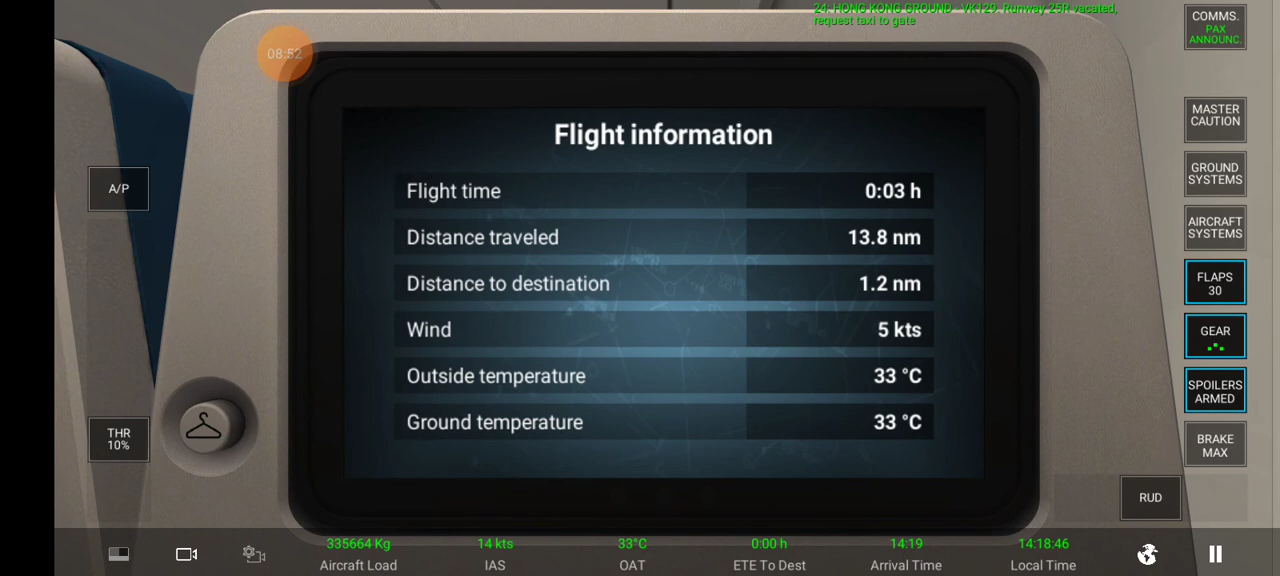 24: HONG KONG GROUND - VK129. Runway 25R vacated,
request taxi to gate
COMMS.
PAX
ANNOUNC.
08:52
Flight information
MASTER
CAUTION
Flight time 0:03 h
GROUND
SYSTEMS
A/P
Distance traveled 13.8 nm
AIRCRAFT
SYSTEMS
Distance to destination 1.2 nm
FLAPS
30
Wind 5 kts
GEAR
Outside temperature 33 °C
SPOILERS
ARMED
Ground temperature 33 °C
THR
10%
BRAKE
MAX
RUD
335664 Kg 14 kts 33°C 0:00 h 14:19 14:18:46
Aircraft Load IAS OAT ETE To Dest Arrival Time Local Time